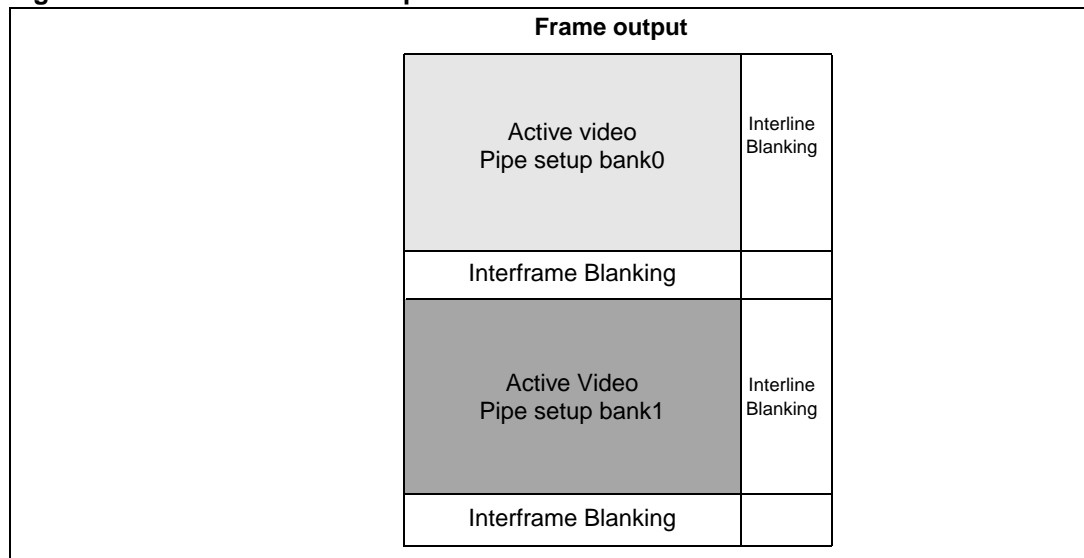 Frame output
Active video
Pipe setup bank0
Interline
Blanking
Interframe Blanking
Active Video
Pipe setup bank1
Interline
Blanking
Interframe Blanking